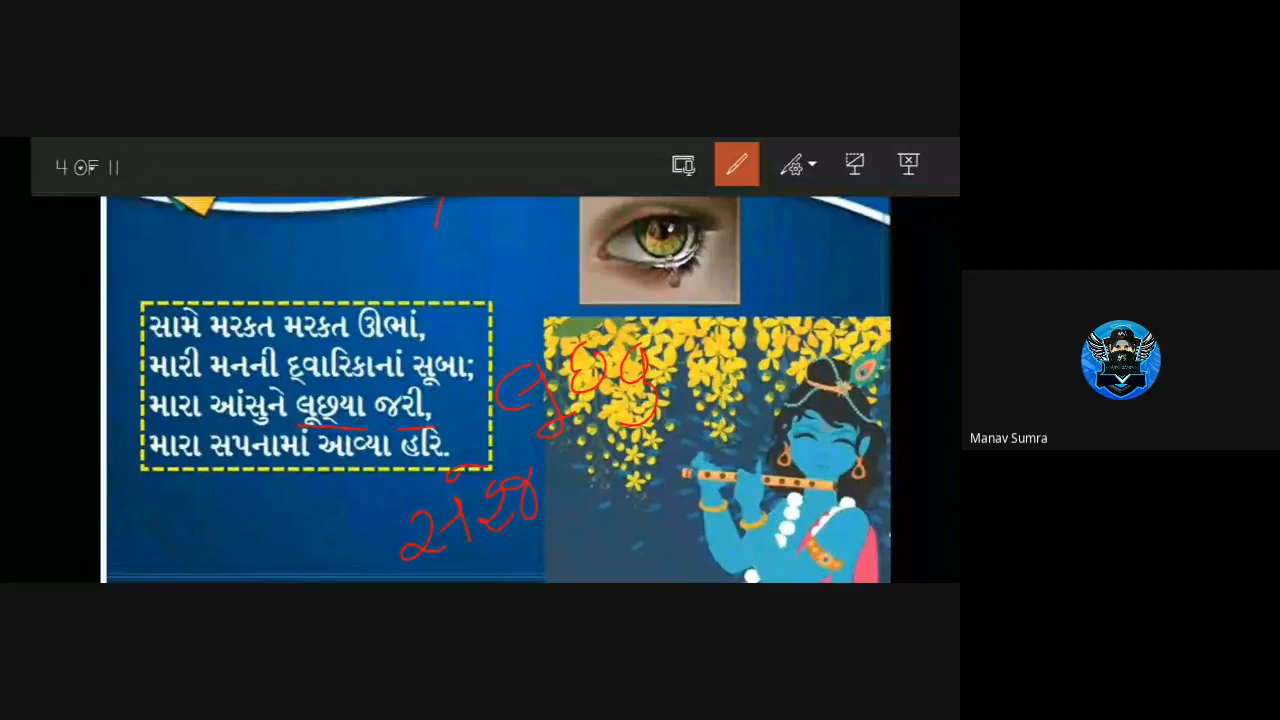 4 OF 11
સામે મરકત મરકત ઊભાં,
મારી મનની દ્વારિકાનાં સૂબા;
મારા આંસુને લૂછ્યા જરી,
મારા સપનામાં આવ્યા હરિ.
Manav Sumra